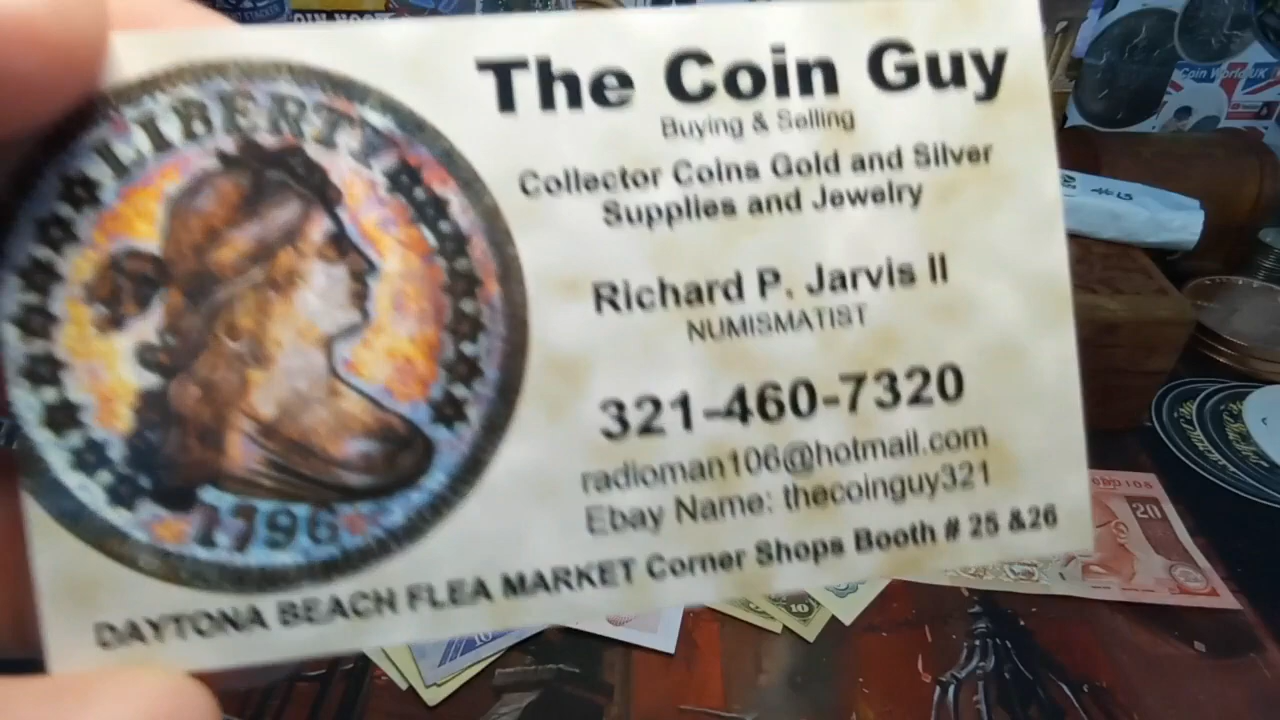 LIBERTY
1796
The Coin Guy
Buying & Selling
Collector Coins Gold and Silver
Supplies and Jewelry
Richard P. Jarvis II
NUMISMATIST
321-460-7320
radioman106@hotmail.com
Ebay Name: thecoinguy321
DAYTONA BEACH FLEA MARKET Corner Shops Booth # 25 &26
Coin World UK
20
10
10